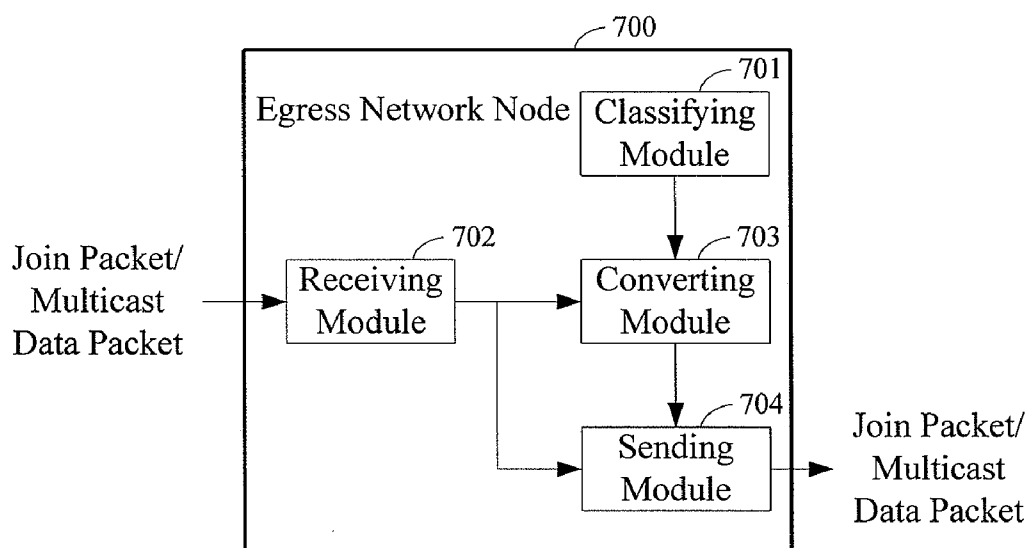 700
701
Egress Network Node
Classifying
Module
702
703
Join Packet/
Multicast
Data Packet
Receiving
Module
Converting
Module
704
Sending
Module
Join Packet/
Multicast
Data Packet